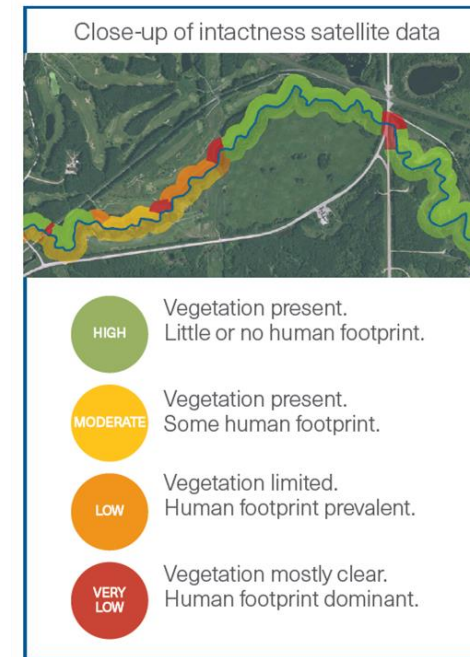 Close-up of intactness satellite data
HIGH
Vegetation present.
Little or no human footprint.
MODERATE
Vegetation present.
Some human footprint.
LOW
Vegetation limited.
Human footprint prevalent.
VERY
LOW
Vegetation mostly clear.
Human footprint dominant.